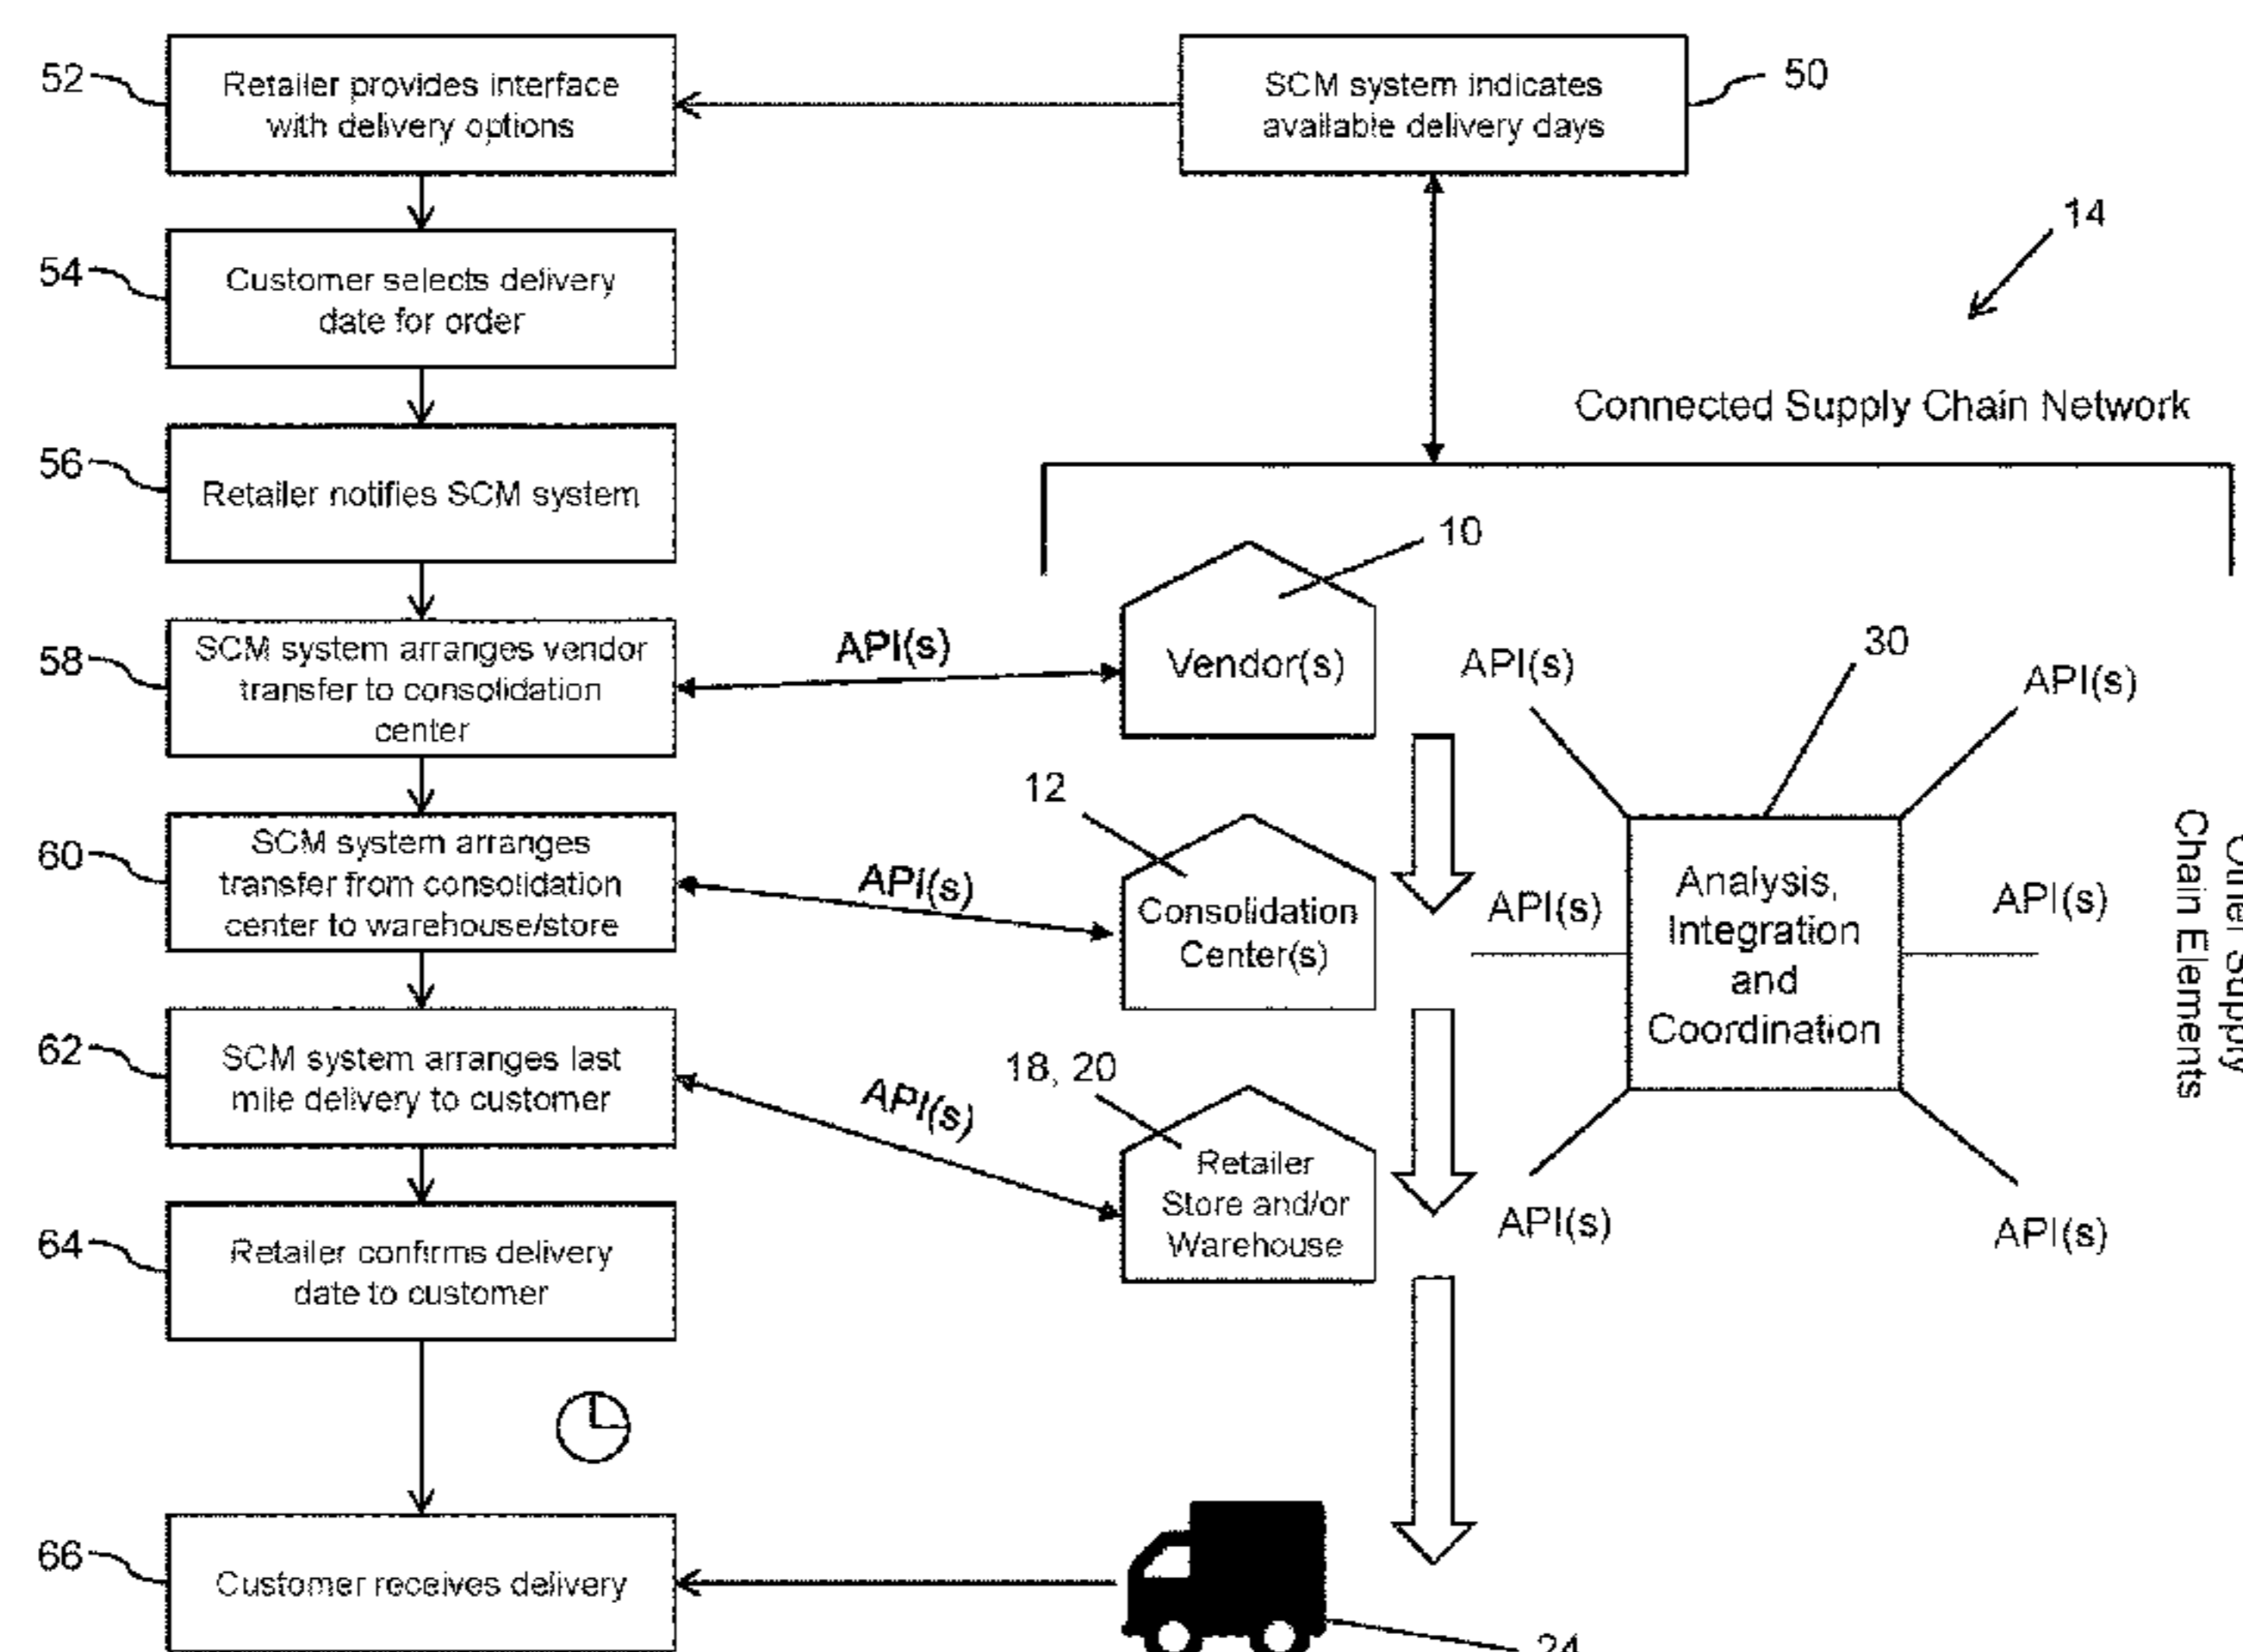 52
Retailer provides interface
with delivery options
SCM system indicates
available delivery days
50
14
54
Customer selects delivery
date for order
Connected Supply Chain Network
56
Retailer notifies SCM system
10
58
SCM system arranges vendor
transfer to consolidation
center
API(s)
Vendor(s)
API(s)
30
API(s)
12
60
SCM system arranges
transfer from consolidation
center to warehouse/store
API(s)
Consolidation
Center(s)
API(s)
Analysis,
Integration
and
Coordination
API(s)
Other Supply
Chain Elements
62
SCM system arranges last
mile delivery to customer
API(s)
18, 20
Retailer
Store and/or
Warehouse
API(s)
API(s)
64
Retailer confirms delivery
date to customer
66
Customer receives delivery
24